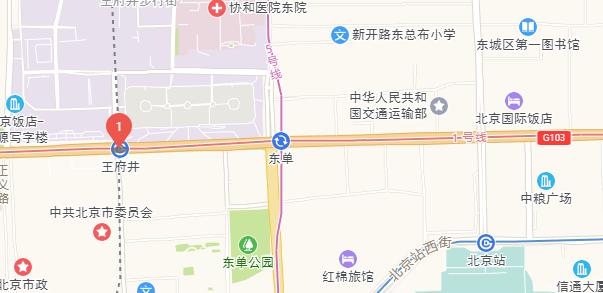 王府井步行街
协和医院东院
5号线
新开路东总布小学
东城区第一图书馆
中华人民共和
国交通运输部
北京国际饭店
京饭店-
源写字楼
1
1号线
G103
王府井
东单
正义路
中粮广场
中共北京市委员会
东单公园
北京站西街
北京站
红棉旅馆
北京市政
信通大厦